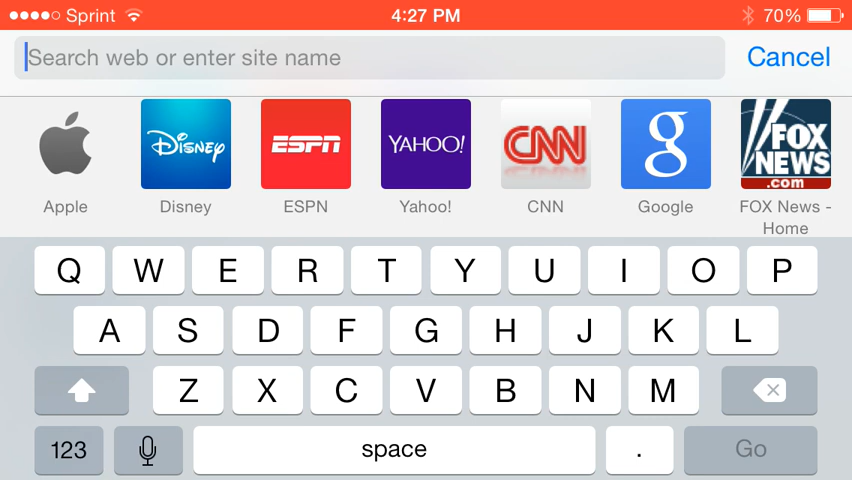 Sprint 4:27 PM 70%
Search web or enter site name Cancel
Disney ESPN YAHOO! CNN g FOX
NEWS
.com
Apple Disney ESPN Yahoo! CNN Google FOX News -
Home
Q W E R T Y U I O P
A S D F G H J K L
Z X C V B N M
123 space . Go